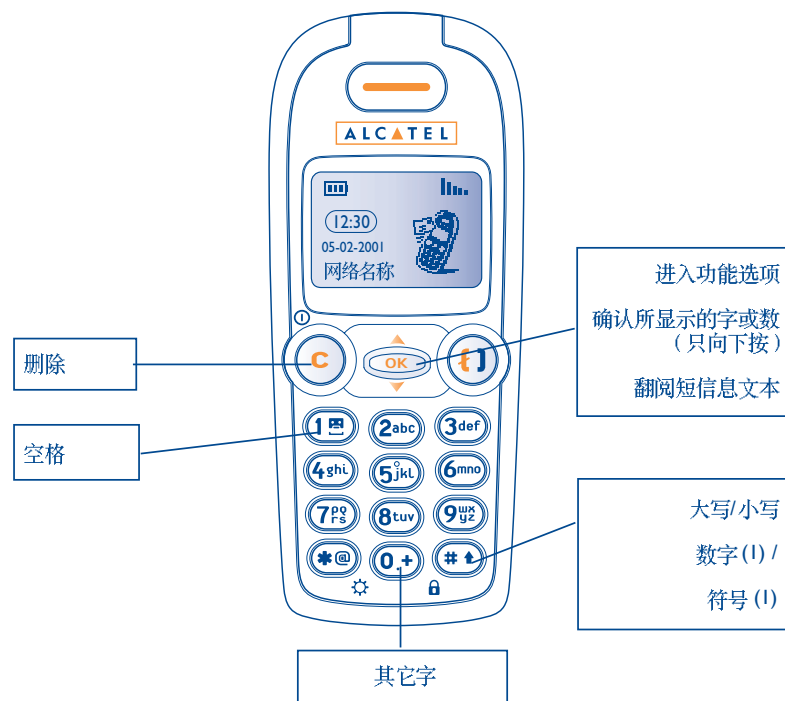 ALCATEL
12:30
05-02-2001
网络名称
进入功能选项
确认所显示的字或数
(只向下按)
翻阅短信息文本
删除
C
OK
空格
1
2abc
3def
4ghi
5jkl
6mno
7pqrs
8tuv
9wxyz
*@
0.+
#
大写/小写
数字(I) /
符号(I)
其它字